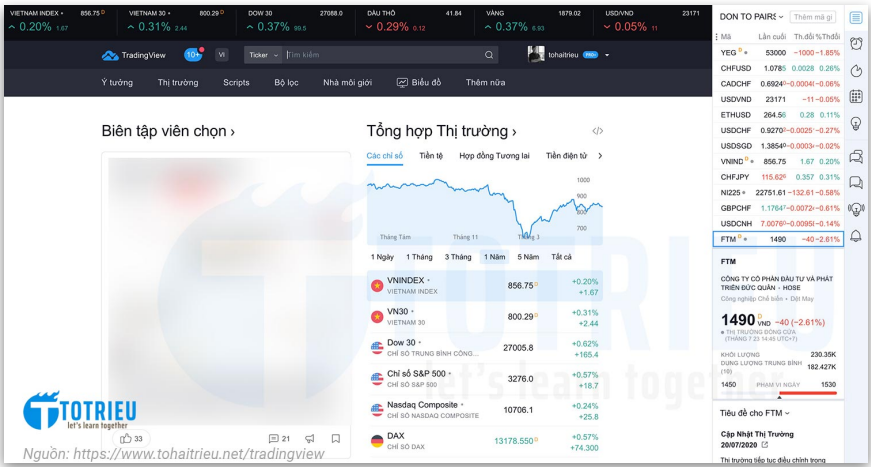 VIETNAM INDEX • 856.75 D
0.20% 1.67
VIETNAM 30 • 800.29 D
0.31% 2.44
DOW 30 27088.0
0.37% 99.5
DẦU THÔ 41.84
0.29% 0.12
VÀNG 1879.02
0.37% 6.93
USD/VND 23171
0.05% 11
TradingView 10+ VI Ticker Tìm kiếm tohaitrieu PRO+
Ý tưởng Thị trường Scripts Bộ lọc Nhà môi giới Biểu đồ Thêm nữa
Biên tập viên chọn ›
33 21
Tổng hợp Thị trường › </>
Các chỉ số Tiền tệ Hợp đồng Tương lai Tiền điện tử
1000
900
800
700
Tháng Tám Tháng 11 Tháng 3
1 Ngày 1 Tháng 3 Tháng 1 Năm 5 Năm Tất cả
VNINDEX • 856.75 D +0.20%
VIETNAM INDEX +1.67
VN30 • 800.29 D +0.31%
VIETNAM 30 +2.44
Dow 30 • 27005.8 +0.62%
CHỈ SỐ TRUNG BÌNH CÔNG... +165.4
Chỉ số S&P 500 • 3276.0 +0.57%
CHỈ SỐ S&P 500 +18.7
Nasdaq Composite • 10706.1 +0.24%
CHỈ SỐ NASDAQ COMPOSITE +25.8
DAX 13178.550 D +0.57%
CHỈ SỐ DAX +74.300
DON TO PAIRS Thêm mã gi
Mã Lần cuối Th.đổi %Thđổi
YEG D • 53000 −1000 −1.85%
CHFUSD 1.0785 0.0028 0.26%
CADCHF 0.6924 −0.0004 −0.06%
USDVND 23171 −11 −0.05%
ETHUSD 264.56 0.28 0.11%
USDCHF 0.9270 −0.0025 −0.27%
USDSGD 1.3854 −0.0003 −0.02%
VNIND D • 856.75 1.67 0.20%
CHFJPY 115.626 0.357 0.31%
NI225 • 22751.61 −132.61 −0.58%
GBPCHF 1.1764 −0.0072 −0.61%
USDCNH 7.0076 −0.0095 −0.14%
FTM D • 1490 −40 −2.61%
FTM
CÔNG TY CỔ PHẦN ĐẦU TƯ VÀ PHÁT
TRIỂN ĐỨC QUÂN • HOSE
Công nghiệp Chế biến • Dệt May
1490 D VND −40 (−2.61%)
THỊ TRƯỜNG ĐÓNG CỬA
(THÁNG 7 23 14:45 UTC+7)
KHỐI LƯỢNG 230.35K
DUNG LƯỢNG TRUNG BÌNH 182.427K
(10)
1450 PHẠM VI NGÀY 1530
Tiêu đề cho FTM
Cập Nhật Thị Trường
20/07/2020
Thị trường tiếp tục điều chỉnh trong
TOTRIEU
let's learn together
TOTRIEU
let's learn together
Nguồn: https://www.tohaitrieu.net/tradingview